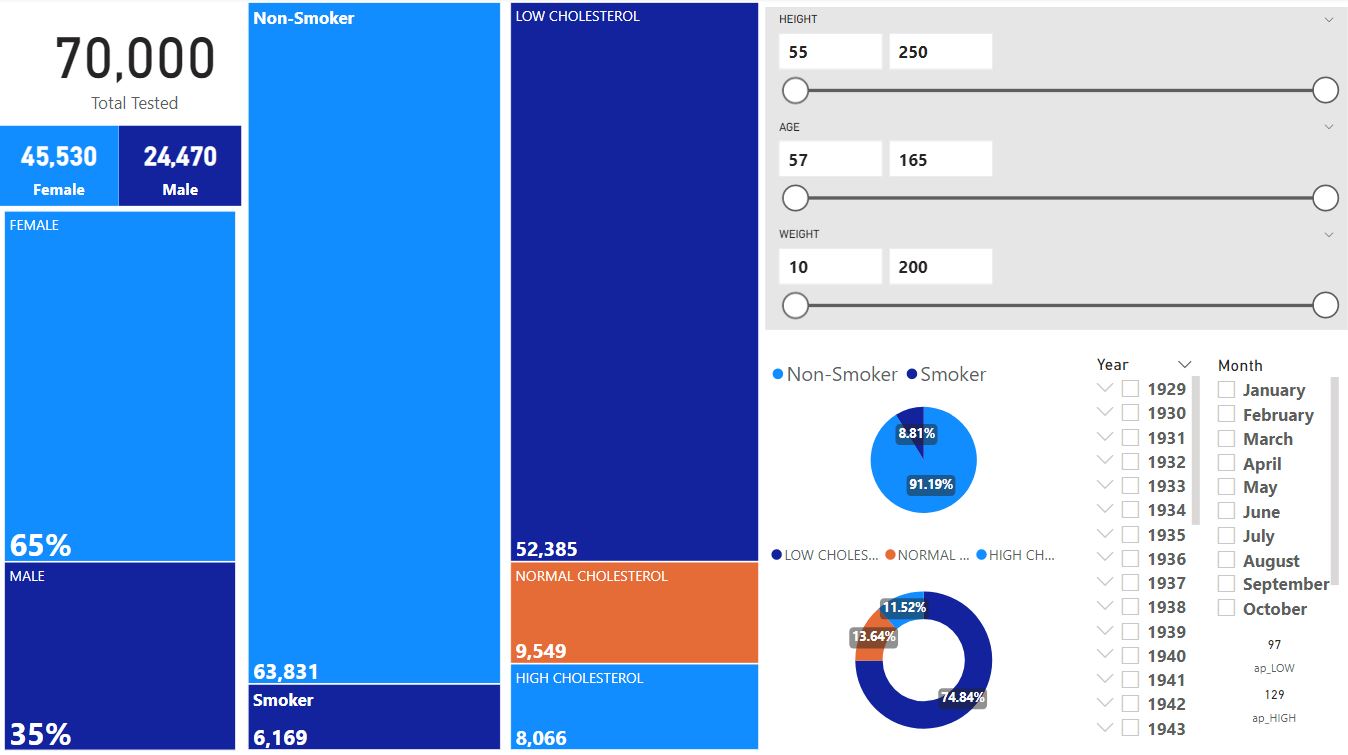 70,000
Total Tested
45,530
Female
24,470
Male
FEMALE
65%
MALE
35%
Non-Smoker
63,831
Smoker
6,169
LOW CHOLESTEROL
52,385
NORMAL CHOLESTEROL
9,549
HIGH CHOLESTEROL
8,066
HEIGHT
55 250
AGE
57 165
WEIGHT
10 200
Non-Smoker Smoker
8.81%
91.19%
LOW CHOLES... NORMAL ... HIGH CH...
11.52%
13.64%
74.84%
Year
1929
1930
1931
1932
1933
1934
1935
1936
1937
1938
1939
1940
1941
1942
1943
Month
January
February
March
April
May
June
July
August
September
October
97
ap_LOW
129
ap_HIGH